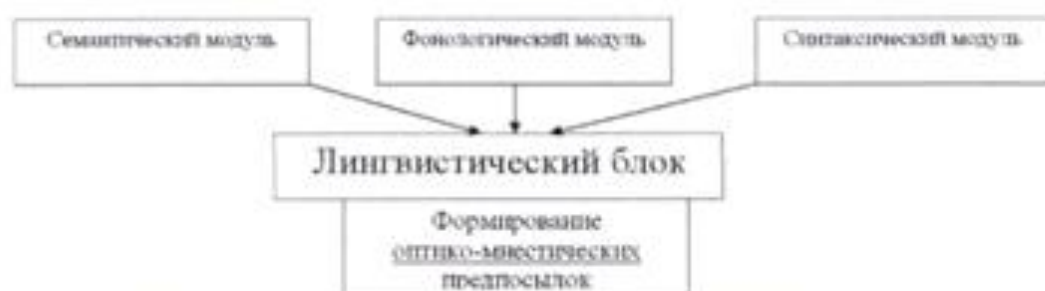 Семантический модуль
Фонологический модуль
Синтаксический модуль
Лингвистический блок
Формирование
оптико-мнестических
предпосылок